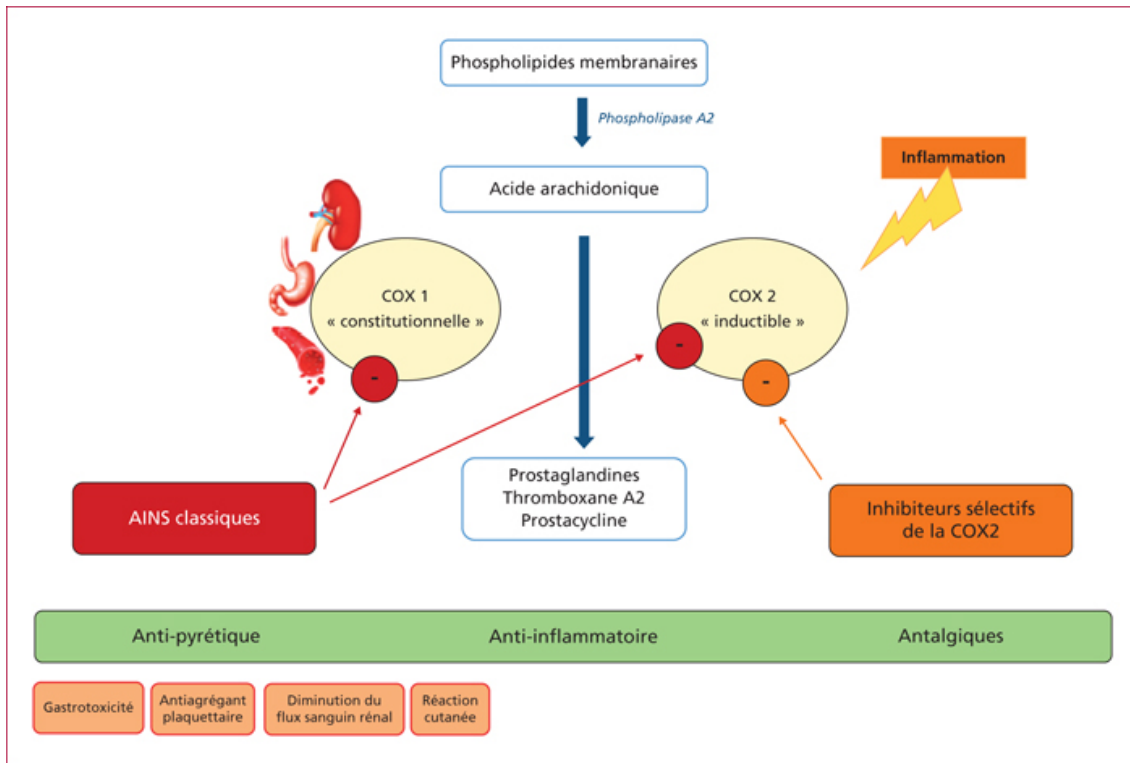 Phospholipides membranaires
Phospholipase A2
Inflammation
Acide arachidonique
COX 1
« constitutionnelle »
COX 2
« inductible »
-
-
-
Prostaglandines
Thromboxane A2
Prostacycline
AINS classiques
Inhibiteurs sélectifs
de la COX2
Anti-pyrétique
Anti-inflammatoire
Antalgiques
Gastrotoxicité
Antiagrégant
plaquettaire
Diminution du
flux sanguin rénal
Réaction
cutanée